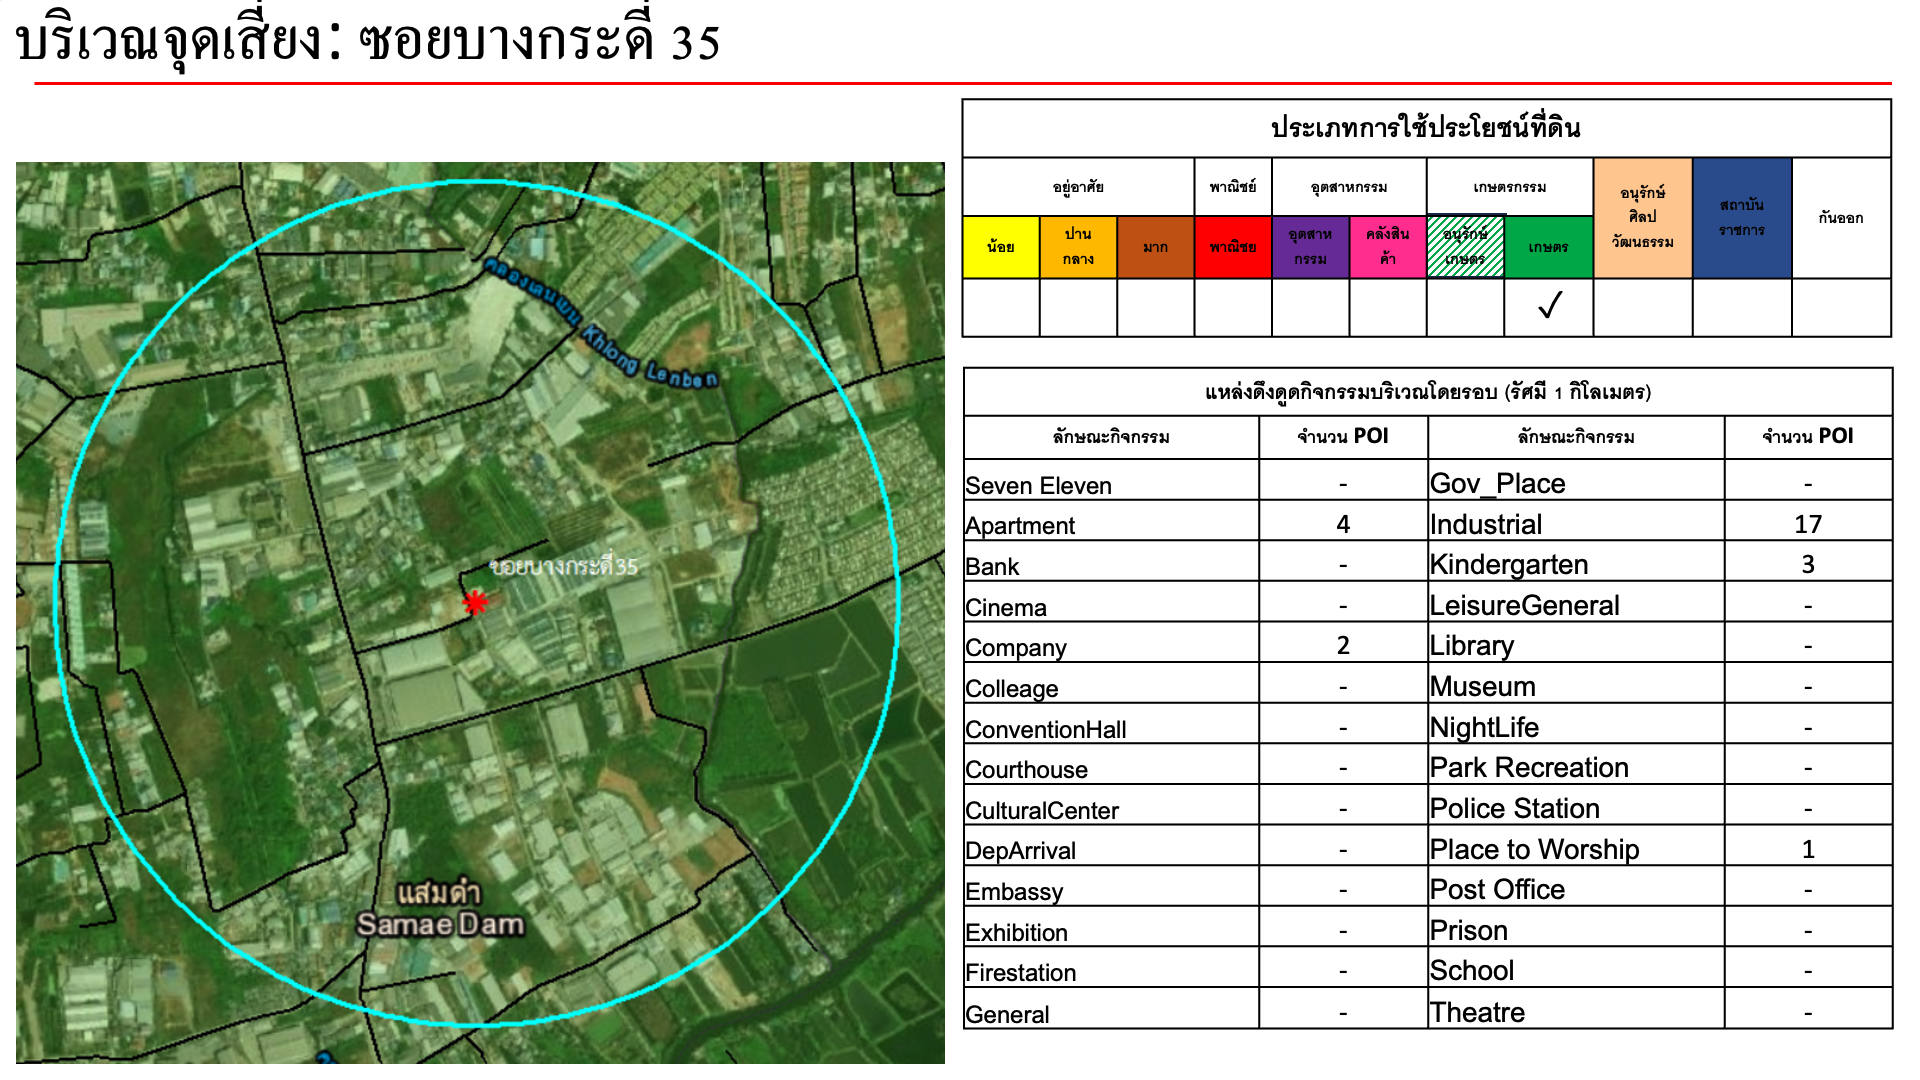 บริเวณจุดเสี่ยง: ซอยบางกระดี่ 35
คลองเลนเบน Khlong Lenben
ซอยบางกระดี่35
แสมดำ
Samae Dam
ประเภทการใช้ประโยชน์ที่ดิน
อยู่อาศัย พาณิชย์ อุตสาหกรรม เกษตรกรรม อนุรักษ์ศิลปวัฒนธรรม สถาบันราชการ กันออก
น้อย ปานกลาง มาก พาณิชย อุตสาหกรรม คลังสินค้า อนุรักษ์เกษตร เกษตร
✓
แหล่งดึงดูดกิจกรรมบริเวณโดยรอบ (รัศมี 1 กิโลเมตร)
ลักษณะกิจกรรม จำนวน POI ลักษณะกิจกรรม จำนวน POI
Seven Eleven - Gov_Place -
Apartment 4 Industrial 17
Bank - Kindergarten 3
Cinema - LeisureGeneral -
Company 2 Library -
Colleage - Museum -
ConventionHall - NightLife -
Courthouse - Park Recreation -
CulturalCenter - Police Station -
DepArrival - Place to Worship 1
Embassy - Post Office -
Exhibition - Prison -
Firestation - School -
General - Theatre -